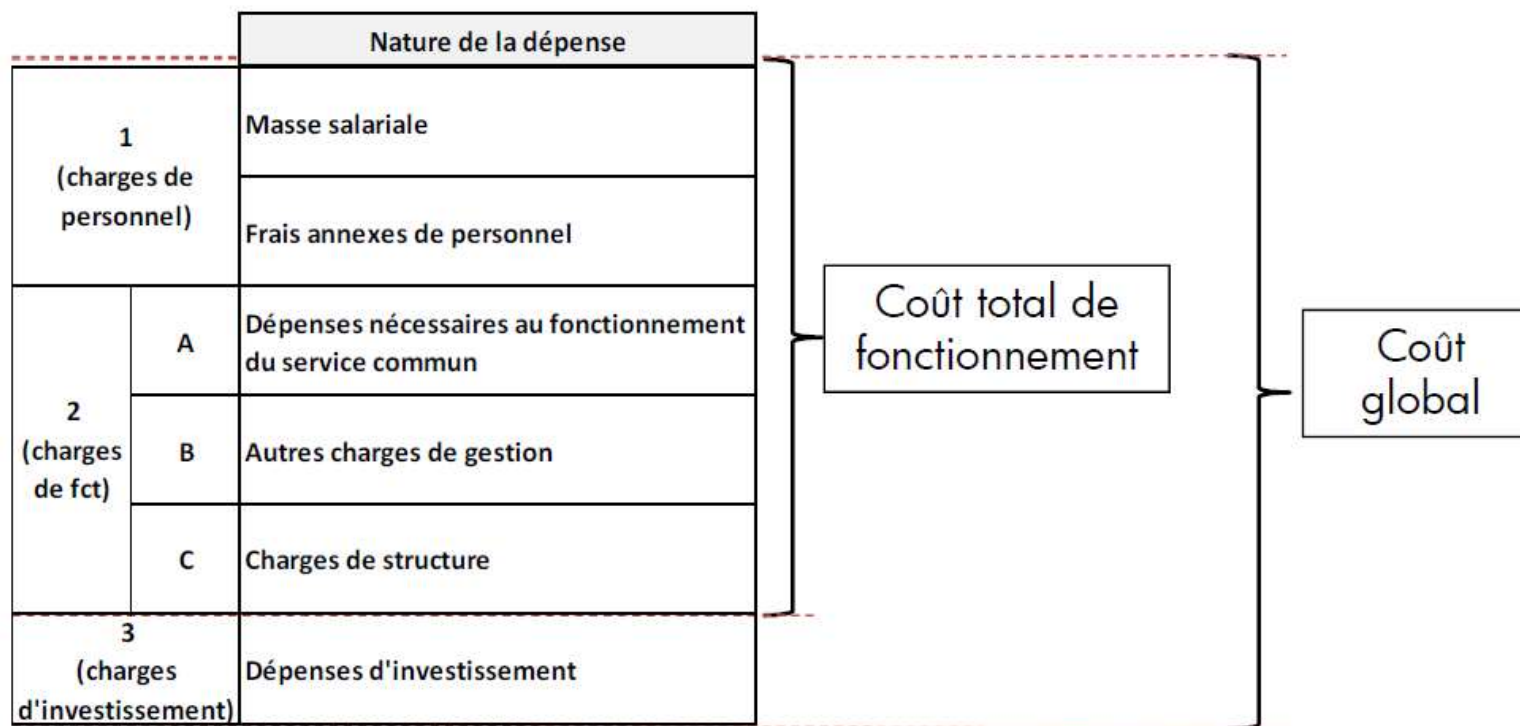 Nature de la dépense
1
(charges de
personnel)
Masse salariale
Frais annexes de personnel
2
(charges
de fct)
A
Dépenses nécessaires au fonctionnement
du service commun
B
Autres charges de gestion
C
Charges de structure
3
(charges
d'investissement)
Dépenses d'investissement
Coût total de
fonctionnement
Coût
global